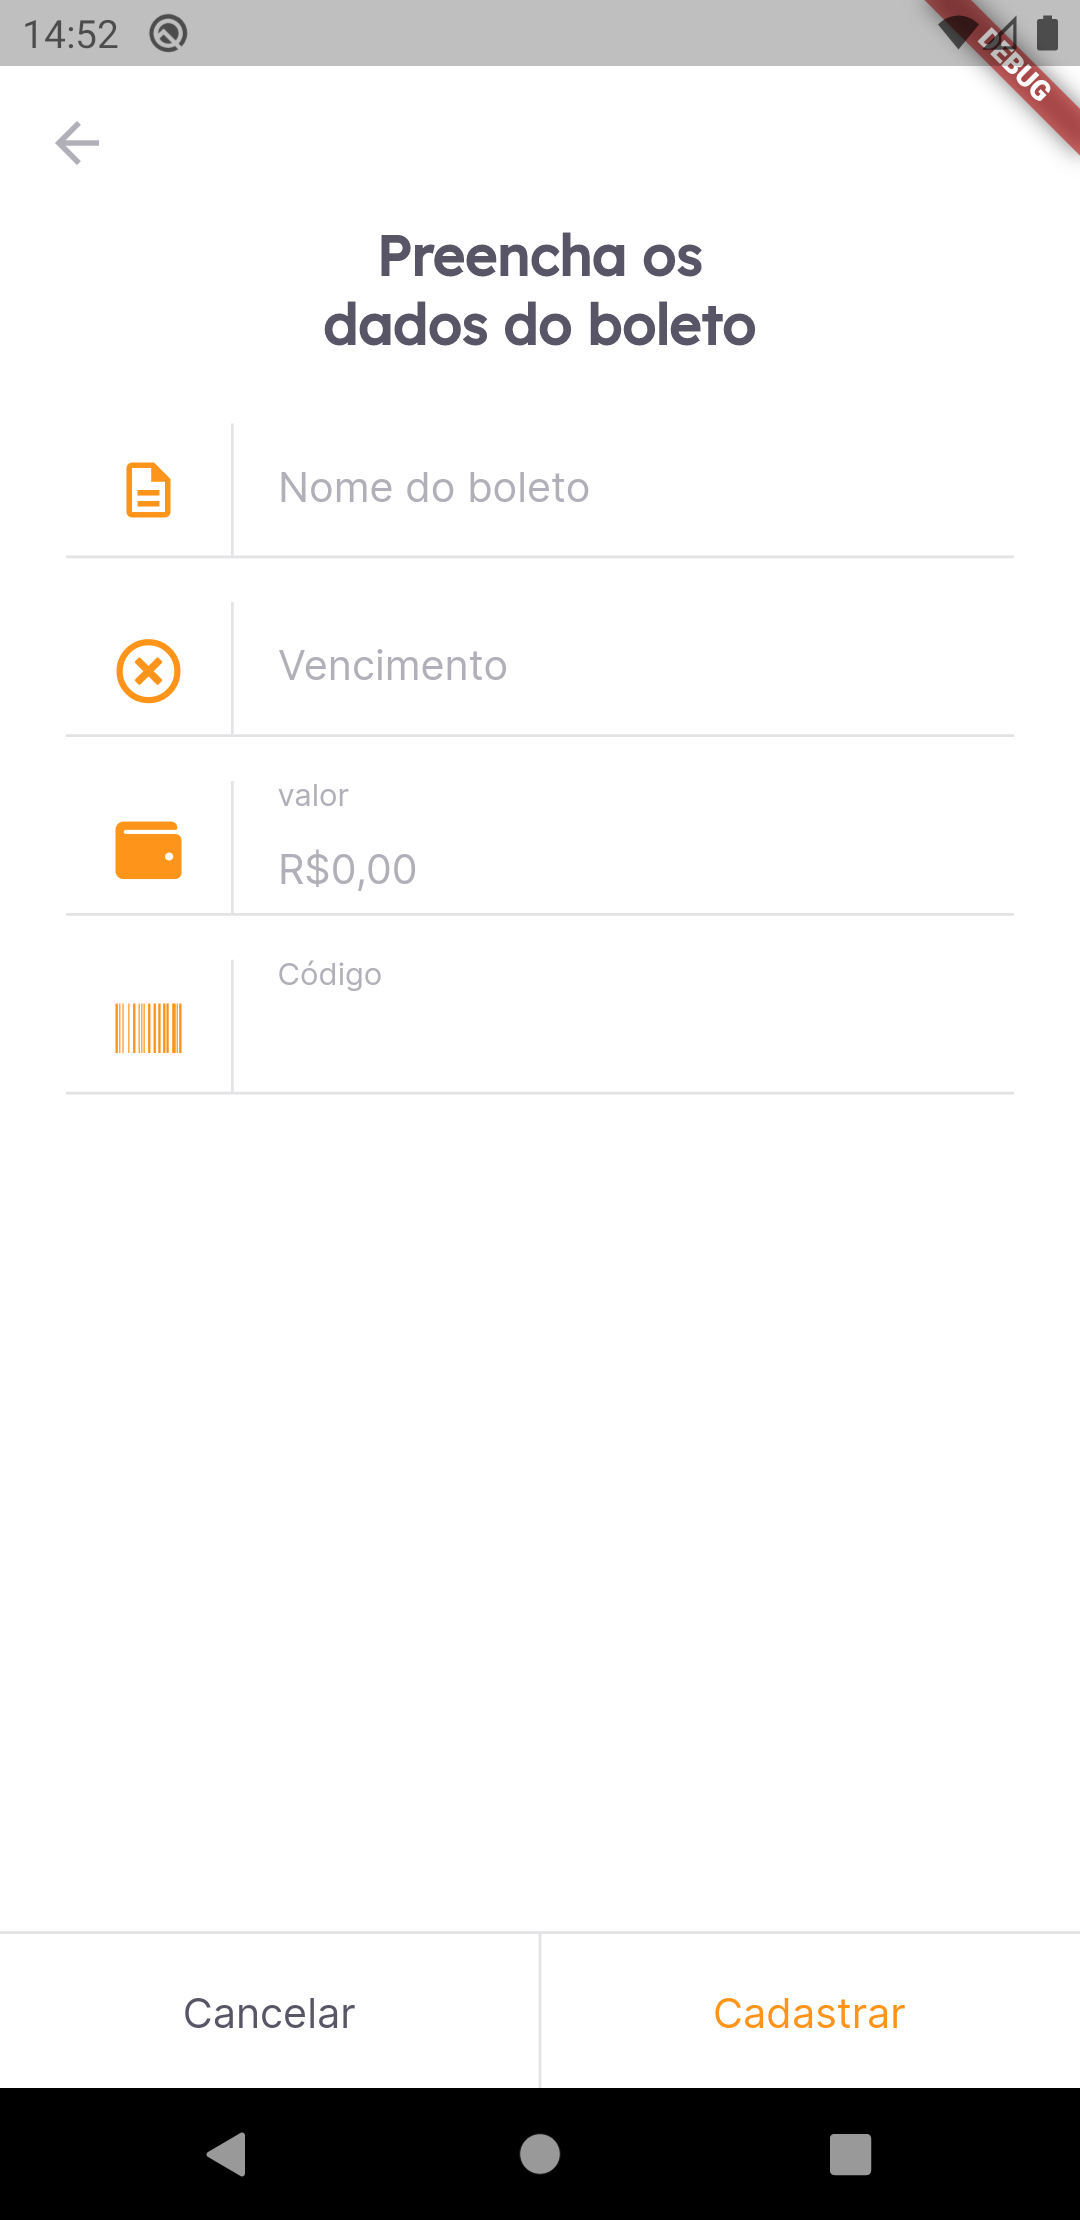 14:52
DEBUG
Preencha os
dados do boleto
Nome do boleto
Vencimento
valor
R$0,00
Código
Cancelar
Cadastrar